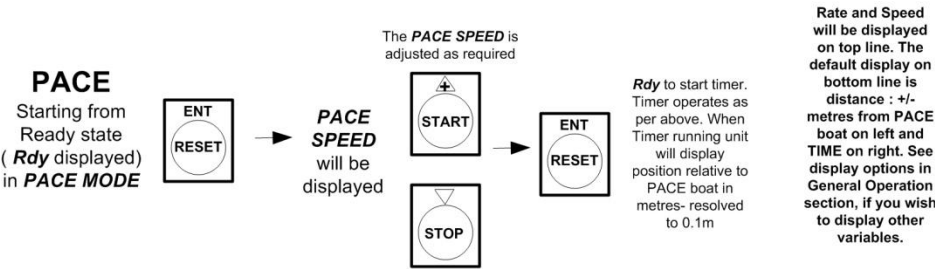 PACE
Starting from
Ready state
( Rdy displayed)
in PACE MODE
ENT
RESET
PACE
SPEED
will be
displayed
The PACE SPEED is
adjusted as required
+
START
STOP
ENT
RESET
Rdy to start timer.
Timer operates as
per above. When
Timer running unit
will display
position relative to
PACE boat in
metres- resolved
to 0.1m
Rate and Speed
will be displayed
on top line. The
default display on
bottom line is
distance : +/-
metres from PACE
boat on left and
TIME on right. See
display options in
General Operation
section, if you wish
to display other
variables.